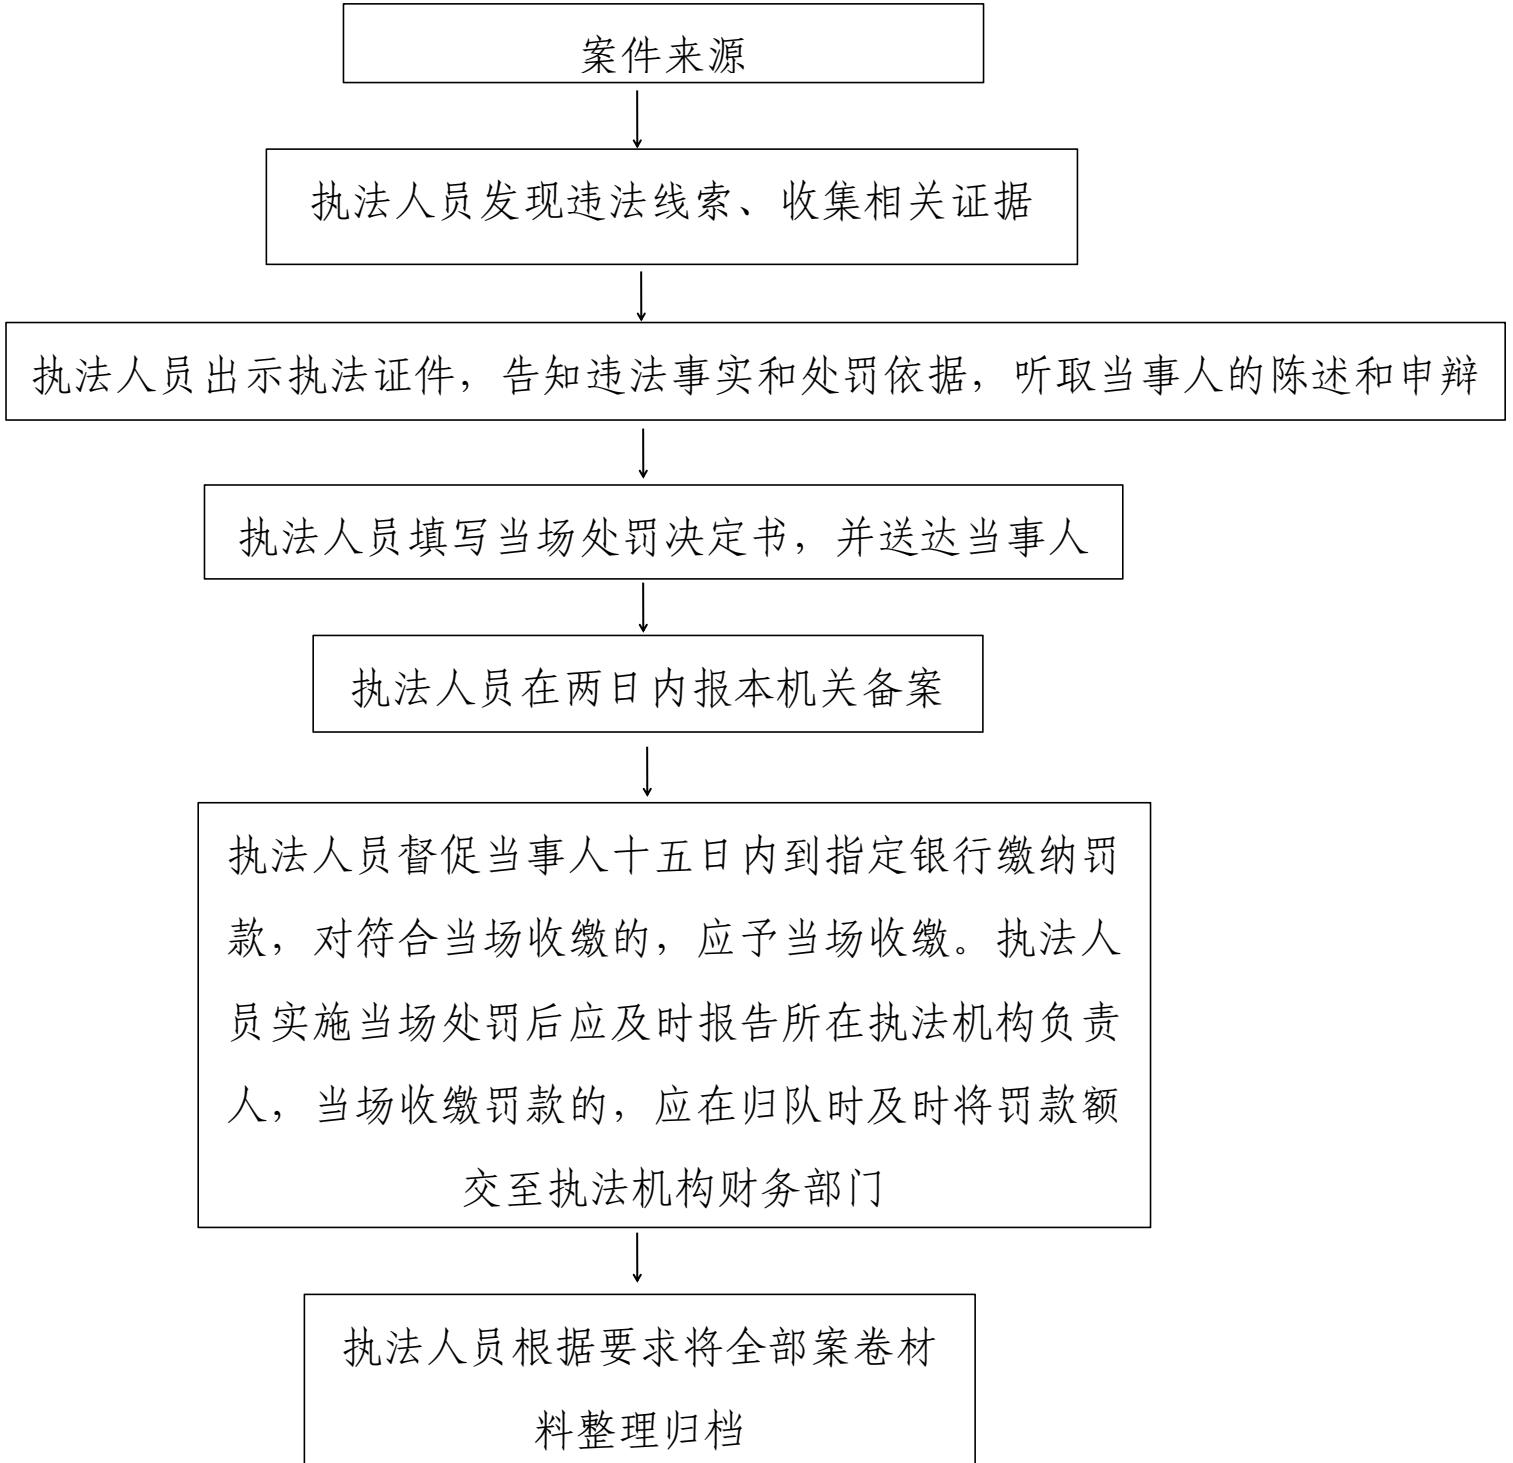 案件来源
执法人员发现违法线索、收集相关证据
执法人员出示执法证件，告知违法事实和处罚依据，听取当事人的陈述和申辩
执法人员填写当场处罚决定书，并送达当事人
执法人员在两日内报本机关备案
执法人员督促当事人十五日内到指定银行缴纳罚
款，对符合当场收缴的，应予当场收缴。执法人
员实施当场处罚后应及时报告所在执法机构负责
人，当场收缴罚款的，应在归队时及时将罚款额
交至执法机构财务部门
执法人员根据要求将全部案卷材
料整理归档